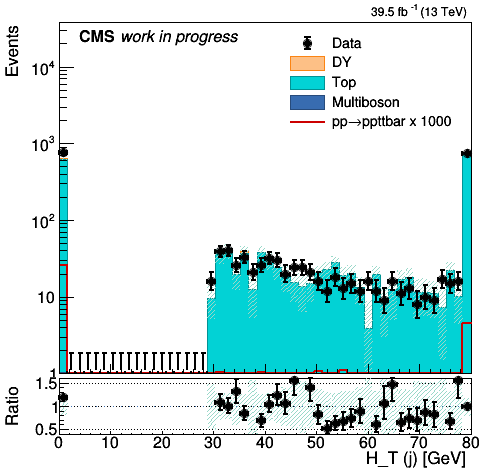 39.5 fb⁻¹ (13 TeV)
CMS work in progress
Events
Data
DY
Top
Multiboson
pp→ppttbar x 1000
10⁴
10³
10²
10
1
Ratio
1.5
1
0.5
0 10 20 30 40 50 60 70 80
H_T (j) [GeV]